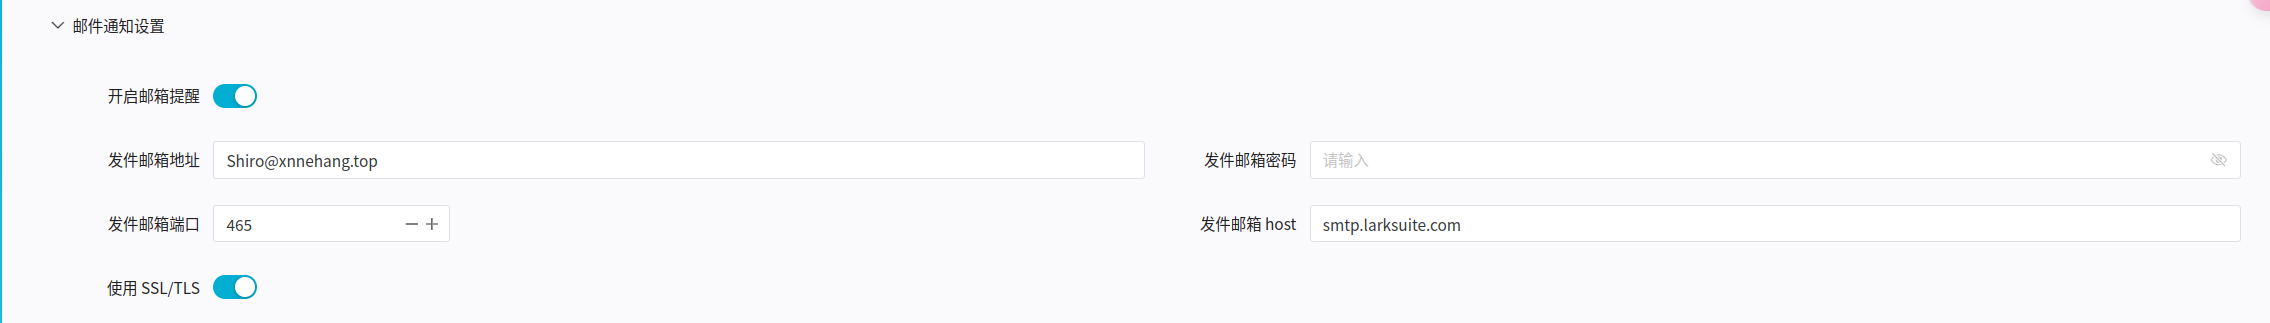 邮件通知设置
开启邮箱提醒
发件邮箱地址 Shiro@xnnehang.top 发件邮箱密码 请输入
发件邮箱端口 465 发件邮箱 host smtp.larksuite.com
使用 SSL/TLS